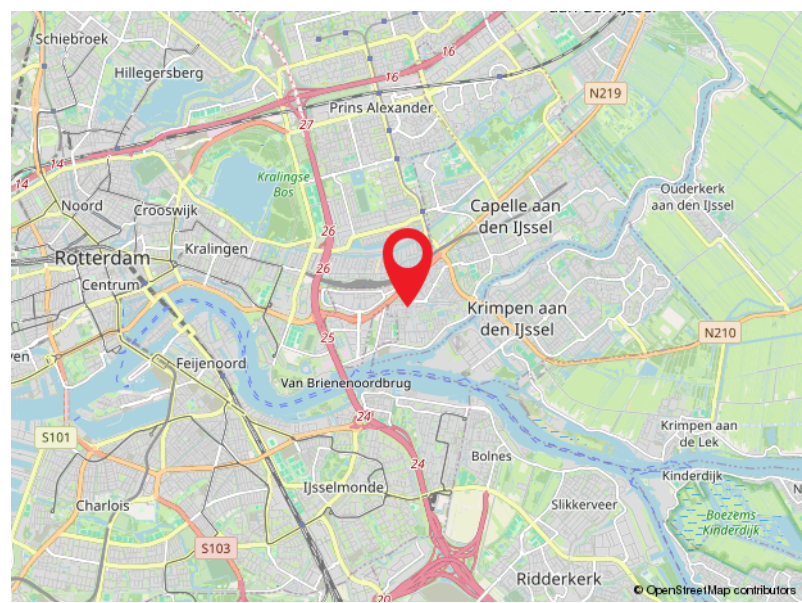 Schiebroek
16
Hillegersberg
16
N219
Prins Alexander
27
14
14
Kralingse
Bos
Ouderkerk
aan den IJssel
Noord
Crooswijk
Capelle aan
den IJssel
26
Kralingen
Rotterdam
26
Centrum
Krimpen aan
den IJssel
N210
25
Feijenoord
Van Brienenoordbrug
24
Krimpen aan
de Lek
S101
Bolnes
24
Kinderdijk
IJsselmonde
Charlois
Slikkerveer
Boezems
Kinderdijk
S103
Ridderkerk
20
© OpenStreetMap contributors